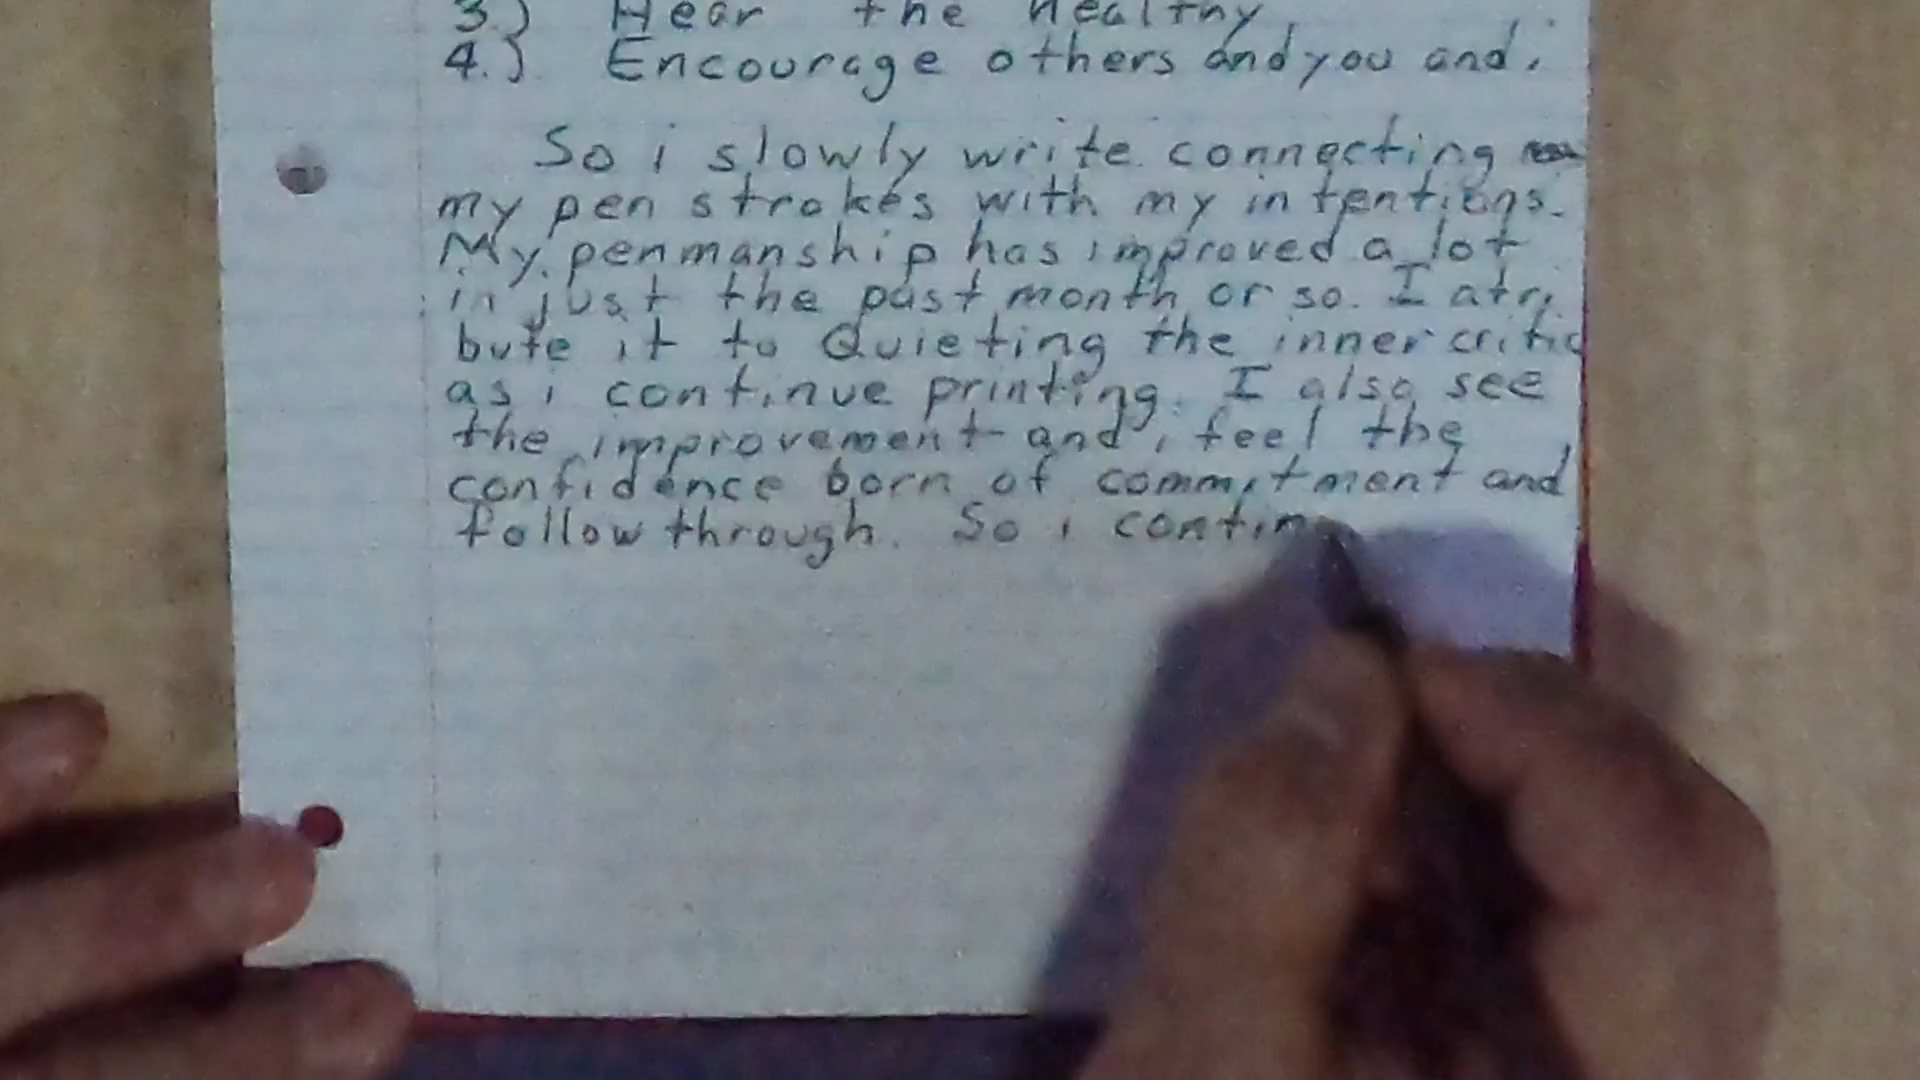 3.) Hear the healthy
4.) Encourage others and you and i
So i slowly write connecting
my pen strokes with my intentions.
My penmanship has improved a lot
in just the past month or so. I atri
bute it to Quieting the inner critic
as i continue printing. I also see
the improvement and i feel the
confidence born of commitment and
follow through. So i contin